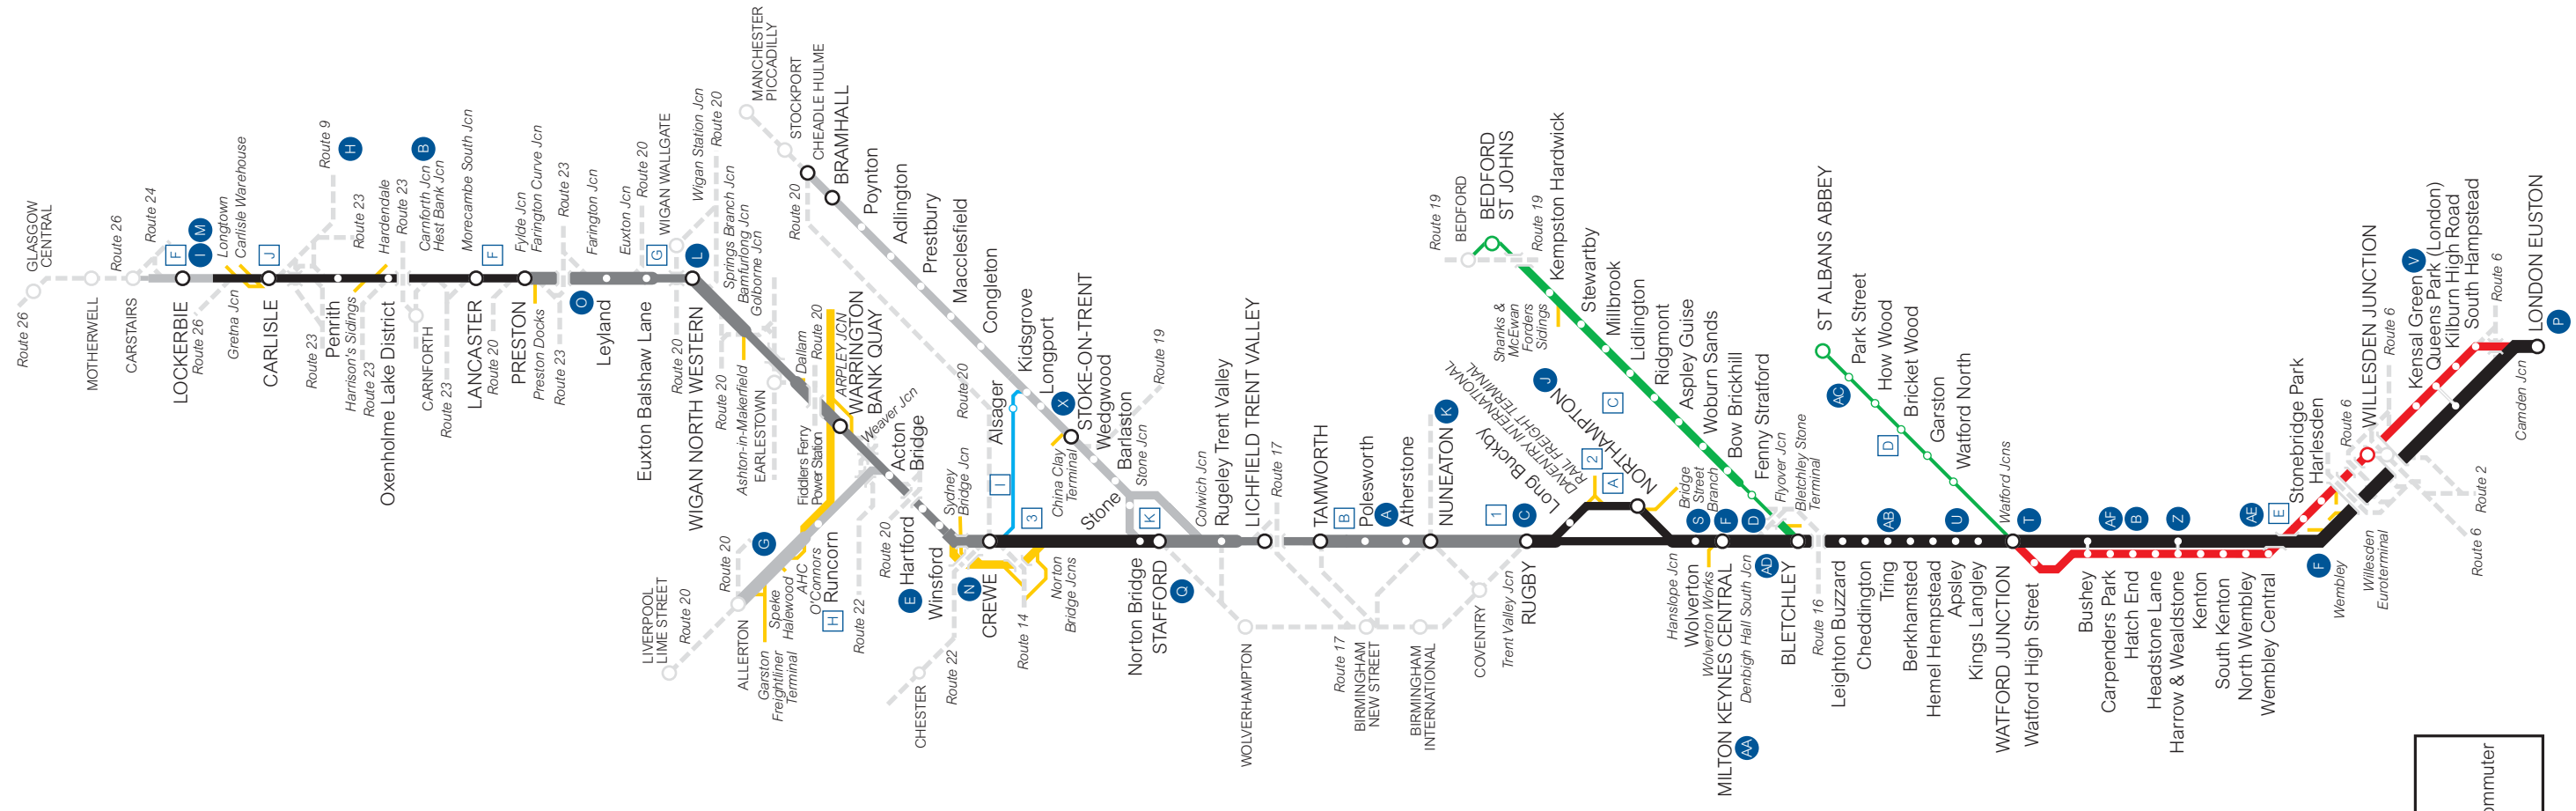 Route 26
GLASGOW
CENTRAL
MOTHERWELL
Route 26
CARSTAIRS
Route 24
F
I
M
LOCKERBIE
Route 26
Longtown
Carlisle Warehouse
Gretna Jcn
J
CARLISLE
Route 9
H
Route 23
Penrith
Route 23
Harrison's Sidings
Hardendale
Route 23
Oxenholme Lake District
Route 23
B
Carnforth Jcn
Hest Bank Jcn
CARNFORTH
Route 23
Morecambe South Jcn
LANCASTER
F
Route 20
PRESTON
Fylde Jcn
Farington Curve Jcn
Preston Docks
Route 23
Route 23
O
Farington Jcn
Leyland
Euxton Jcn
Route 20
Euxton Balshaw Lane
G
WIGAN WALLGATE
Route 20
L
WIGAN NORTH WESTERN
Wigan Station Jcn
Route 20
Route 20
Springs Branch Jcn
Bamfurlong Jcn
Golborne Jcn
Ashton-in-Makerfield
EARLESTOWN
Dallam
Route 20
ARPLEY JCN
WARRINGTON
BANK QUAY
Fiddlers Ferry
Power Station
Weaver Jcn
LIVERPOOL
LIME STREET
Route 20
Route 20
ALLERTON
G
Garston
Freightliner
Terminal
Speke
Halewood
AHC
O'Connors
H
Runcorn
Route 22
Route 20
Acton
Bridge
E
Hartford
Winsford
Sydney
Bridge Jcn
CHESTER
Route 22
N
CREWE
Route 20
Alsager
I
3
Route 14
Norton
Bridge Jcns
MANCHESTER
PICCADILLY
STOCKPORT
CHEADLE HULME
Route 20
BRAMHALL
Poynton
Adlington
Prestbury
Macclesfield
Congleton
Kidsgrove
Longport
X
STOKE-ON-TRENT
China Clay
Terminal
Wedgwood
Barlaston
Route 19
Stone
Stone Jcn
K
Norton Bridge
STAFFORD
Q
Colwich Jcn
Rugeley Trent Valley
WOLVERHAMPTON
LICHFIELD TRENT VALLEY
Route 17
TAMWORTH
B
Polesworth
Route 17
BIRMINGHAM
NEW STREET
A
Atherstone
BIRMINGHAM
INTERNATIONAL
NUNEATON
K
COVENTRY
Trent Valley Jcn
1
C
RUGBY
Long Buckby
DAVENTRY INTERNATIONAL
RAIL FREIGHT TERMINAL
2
A
J
NORTHAMPTON
Bridge
Street
Branch
Hanslope Jcn
Wolverton
S
Wolverton Works
F
MILTON KEYNES CENTRAL
AA
Denbigh Hall South Jcn
D
AD
BLETCHLEY
Flyover Jcn
Bletchley Stone
Terminal
Route 16
Route 19
BEDFORD
BEDFORD
ST JOHNS
Route 19
Kempston Hardwick
Shanks &
McEwan
Forders
Sidings
Stewartby
Millbrook
Lidlington
C
Ridgmont
Aspley Guise
Woburn Sands
Bow Brickhill
Fenny Stratford
Leighton Buzzard
Cheddington
Tring
AB
Berkhamsted
Hemel Hempstead
Apsley
U
Kings Langley
WATFORD JUNCTION
T
Watford Jcns
ST ALBANS ABBEY
AC
Park Street
How Wood
D
Bricket Wood
Garston
Watford North
Watford High Street
Bushey
Carpenders Park
AF
Hatch End
B
Headstone Lane
Harrow & Wealdstone
Z
Kenton
South Kenton
North Wembley
AE
Wembley Central
E
Stonebridge Park
Harlesden
F
Wembley
Route 6
WILLESDEN JUNCTION
Willesden
Euroterminal
Route 6
Route 6
Route 2
Kensal Green
V
Queens Park (London)
Kilburn High Road
South Hampstead
Route 6
Camden Jcn
LONDON EUSTON
P
ommuter